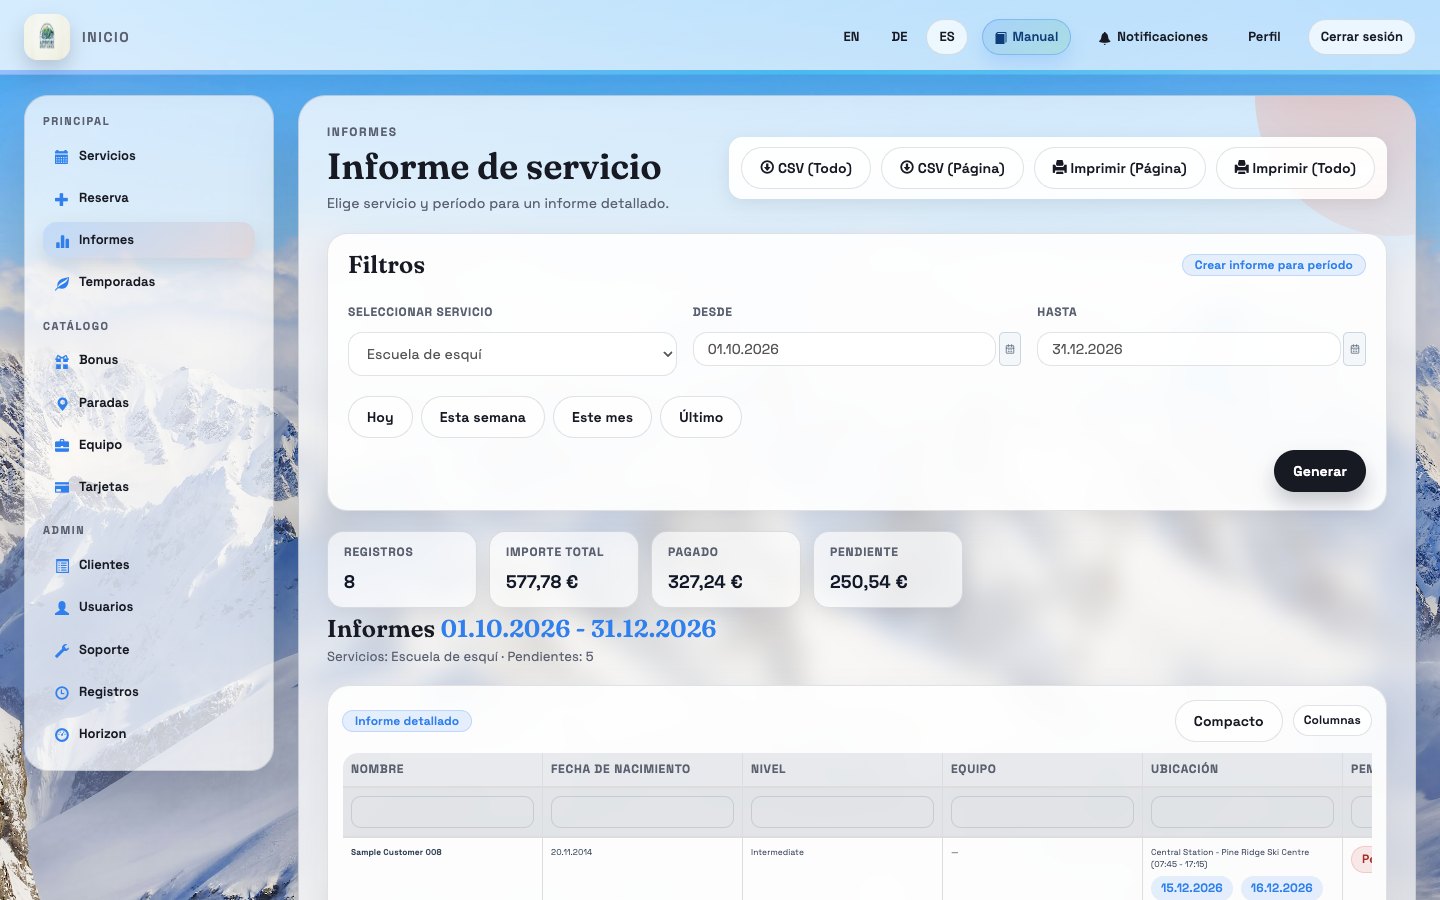 INICIO
EN
DE
ES
Manual
Notificaciones
Perfil
Cerrar sesión
PRINCIPAL
Servicios
Reserva
Informes
Temporadas
CATÁLOGO
Bonus
Paradas
Equipo
Tarjetas
ADMIN
Clientes
Usuarios
Soporte
Registros
Horizon
INFORMES
Informe de servicio
Elige servicio y período para un informe detallado.
CSV (Todo)
CSV (Página)
Imprimir (Página)
Imprimir (Todo)
Filtros
Crear informe para período
SELECCIONAR SERVICIO
DESDE
HASTA
Escuela de esquí
01.10.2026
31.12.2026
Hoy
Esta semana
Este mes
Último
Generar
REGISTROS
8
IMPORTE TOTAL
577,78 €
PAGADO
327,24 €
PENDIENTE
250,54 €
Informes 01.10.2026 - 31.12.2026
Servicios: Escuela de esquí · Pendientes: 5
Informe detallado
Compacto
Columnas
NOMBRE
FECHA DE NACIMIENTO
NIVEL
EQUIPO
UBICACIÓN
PEN
Sample Customer 008
20.11.2014
Intermediate
—
Central Station - Pine Ridge Ski Centre
(07:45 - 17:15)
15.12.2026
16.12.2026